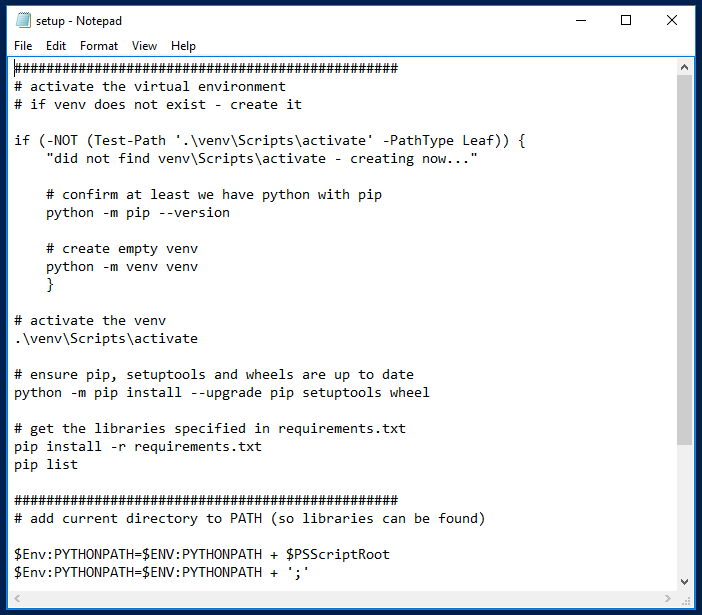 setup - Notepad
File Edit Format View Help
################################################
# activate the virtual environment
# if venv does not exist - create it
if (-NOT (Test-Path '.\venv\Scripts\activate' -PathType Leaf)) {
"did not find venv\Scripts\activate - creating now..."
# confirm at least we have python with pip
python -m pip --version
# create empty venv
python -m venv venv
}
# activate the venv
.\venv\Scripts\activate
# ensure pip, setuptools and wheels are up to date
python -m pip install --upgrade pip setuptools wheel
# get the libraries specified in requirements.txt
pip install -r requirements.txt
pip list
################################################
# add current directory to PATH (so libraries can be found)
$Env:PYTHONPATH=$ENV:PYTHONPATH + $PSScriptRoot
$Env:PYTHONPATH=$ENV:PYTHONPATH + ';'